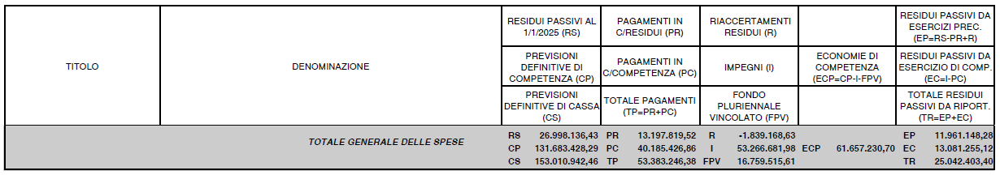 TITOLO
DENOMINAZIONE
RESIDUI PASSIVI AL
1/1/2025 (RS)
PAGAMENTI IN
C/RESIDUI (PR)
RIACCERTAMENTI
RESIDUI (R)
RESIDUI PASSIVI DA
ESERCIZI PREC.
(EP=RS-PR+R)
PREVISIONI
DEFINITIVE DI
COMPETENZA (CP)
PAGAMENTI IN
C/COMPETENZA (PC)
IMPEGNI (I)
ECONOMIE DI
COMPETENZA
(ECP=CP-I-FPV)
RESIDUI PASSIVI DA
ESERCIZIO DI COMP.
(EC=I-PC)
PREVISIONI
DEFINITIVE DI CASSA
(CS)
TOTALE PAGAMENTI
(TP=PR+PC)
FONDO
PLURIENNALE
VINCOLATO (FPV)
TOTALE RESIDUI
PASSIVI DA RIPORT.
(TR=EP+EC)
TOTALE GENERALE DELLE SPESE
RS 26.998.136,43 PR 13.197.819,52 R -1.839.168,63 EP 11.961.148,28
CP 131.683.428,29 PC 40.185.426,86 I 53.266.681,98 ECP 61.657.230,70 EC 13.081.255,12
CS 153.010.942,46 TP 53.383.246,38 FPV 16.759.515,61 TR 25.042.403,40